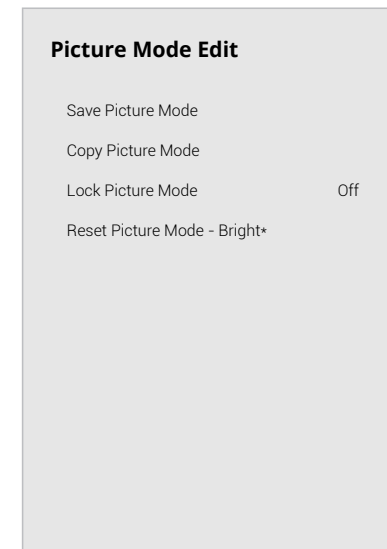 Picture Mode Edit
Save Picture Mode
Copy Picture Mode
Lock Picture Mode Off
Reset Picture Mode - Bright*